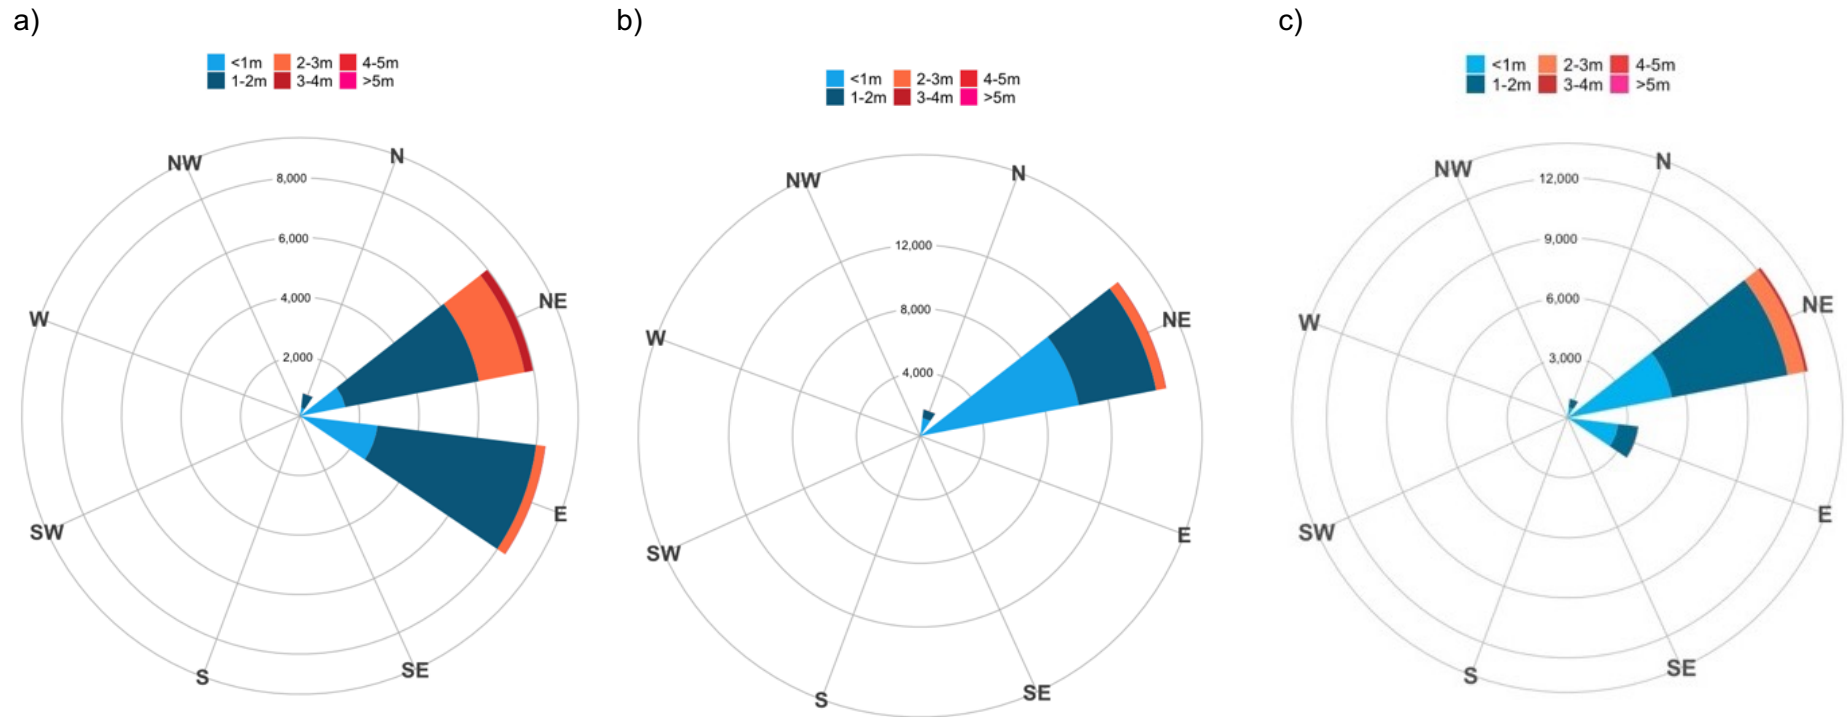 a)
<1m 2-3m 4-5m
1-2m 3-4m >5m
N
NW
8,000
6,000
NE
4,000
W
2,000
E
SW
SE
S
b)
<1m 2-3m 4-5m
1-2m 3-4m >5m
N
NW
12,000
8,000
NE
W
4,000
E
SW
SE
S
c)
<1m 2-3m 4-5m
1-2m 3-4m >5m
N
NW
12,000
9,000
6,000
NE
W
3,000
E
SW
SE
S